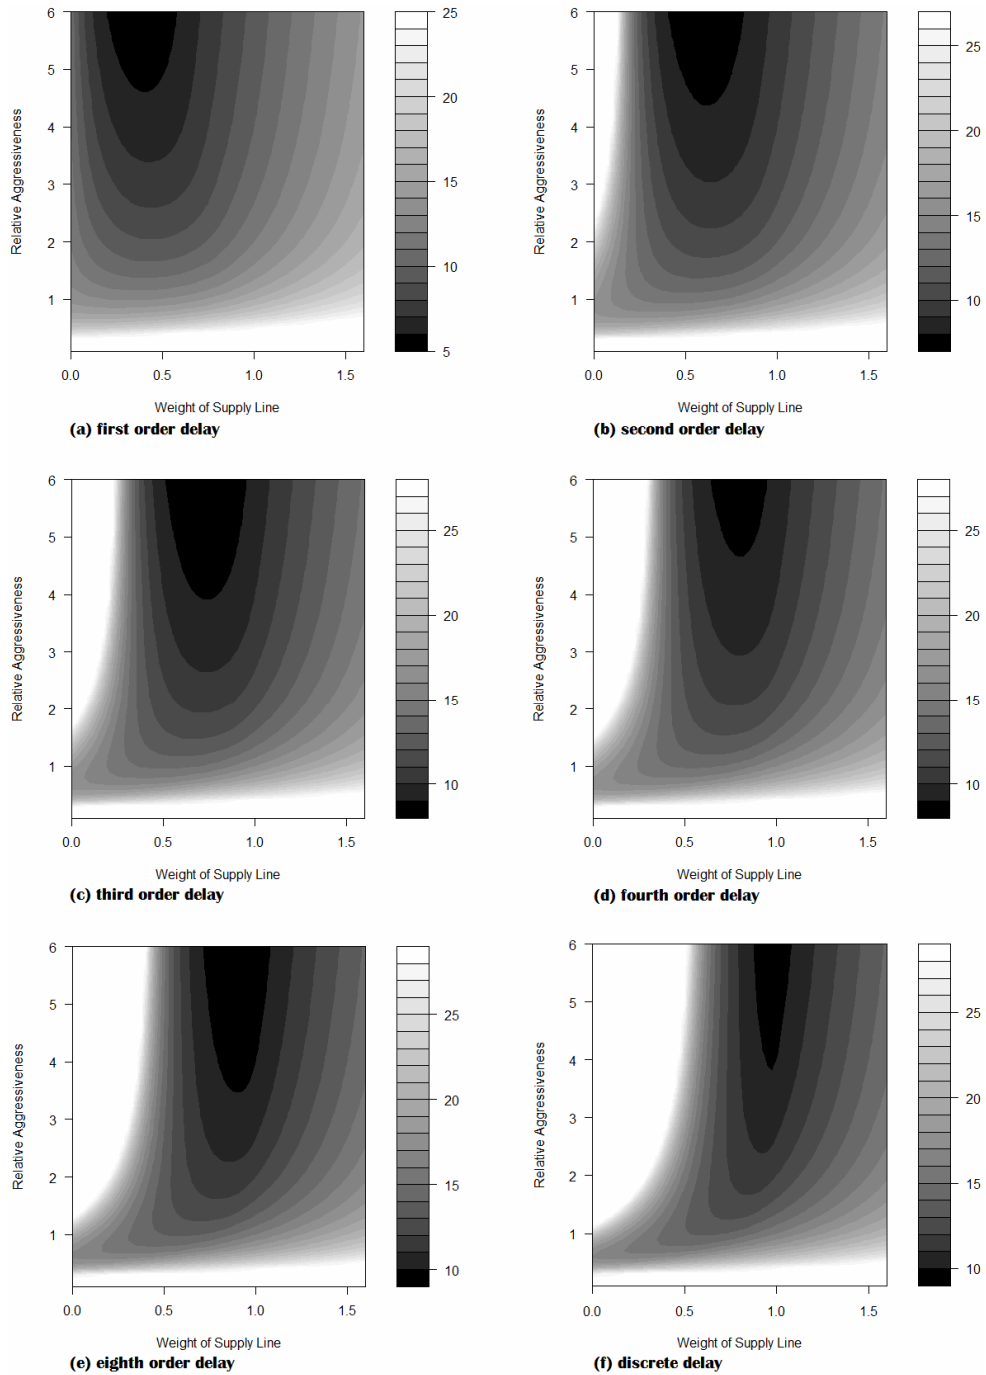 6
5
4
3
2
1
Relative Aggressiveness
0.0 0.5 1.0 1.5
Weight of Supply Line
25
20
15
10
5
(a) first order delay
6
5
4
3
2
1
Relative Aggressiveness
0.0 0.5 1.0 1.5
Weight of Supply Line
25
20
15
10
(b) second order delay
6
5
4
3
2
1
Relative Aggressiveness
0.0 0.5 1.0 1.5
Weight of Supply Line
25
20
15
10
(c) third order delay
6
5
4
3
2
1
Relative Aggressiveness
0.0 0.5 1.0 1.5
Weight of Supply Line
25
20
15
10
(d) fourth order delay
6
5
4
3
2
1
Relative Aggressiveness
0.0 0.5 1.0 1.5
Weight of Supply Line
25
20
15
10
(e) eighth order delay
6
5
4
3
2
1
Relative Aggressiveness
0.0 0.5 1.0 1.5
Weight of Supply Line
25
20
15
10
(f) discrete delay